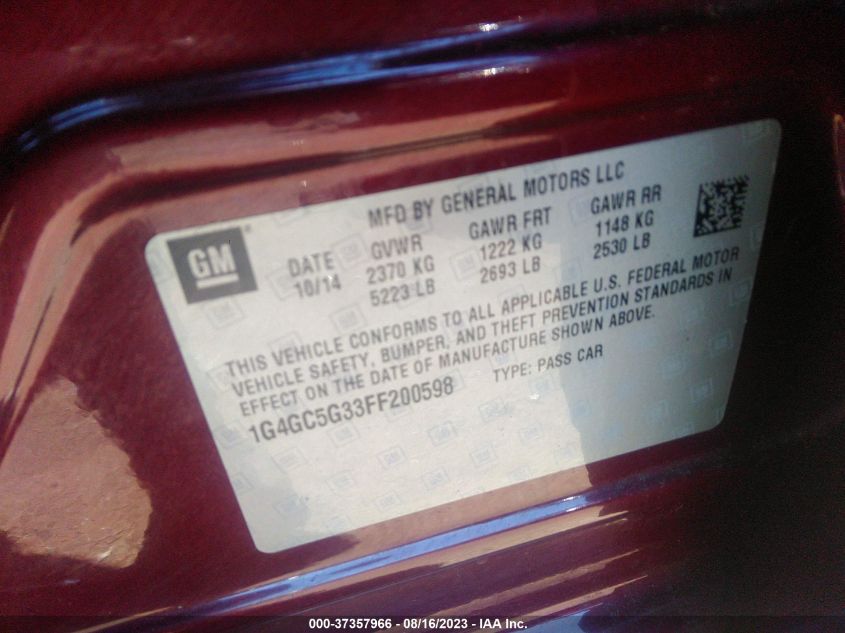 MFD BY GENERAL MOTORS LLC
GM®
DATE GVWR GAWR FRT GAWR RR
10/14 2370 KG 1222 KG 1148 KG
5223 LB 2693 LB 2530 LB
THIS VEHICLE CONFORMS TO ALL APPLICABLE U.S. FEDERAL MOTOR
VEHICLE SAFETY, BUMPER, AND THEFT PREVENTION STANDARDS IN
EFFECT ON THE DATE OF MANUFACTURE SHOWN ABOVE.
1G4GC5G33FF200598 TYPE: PASS CAR
000-37357966 - 08/16/2023 - IAA Inc.